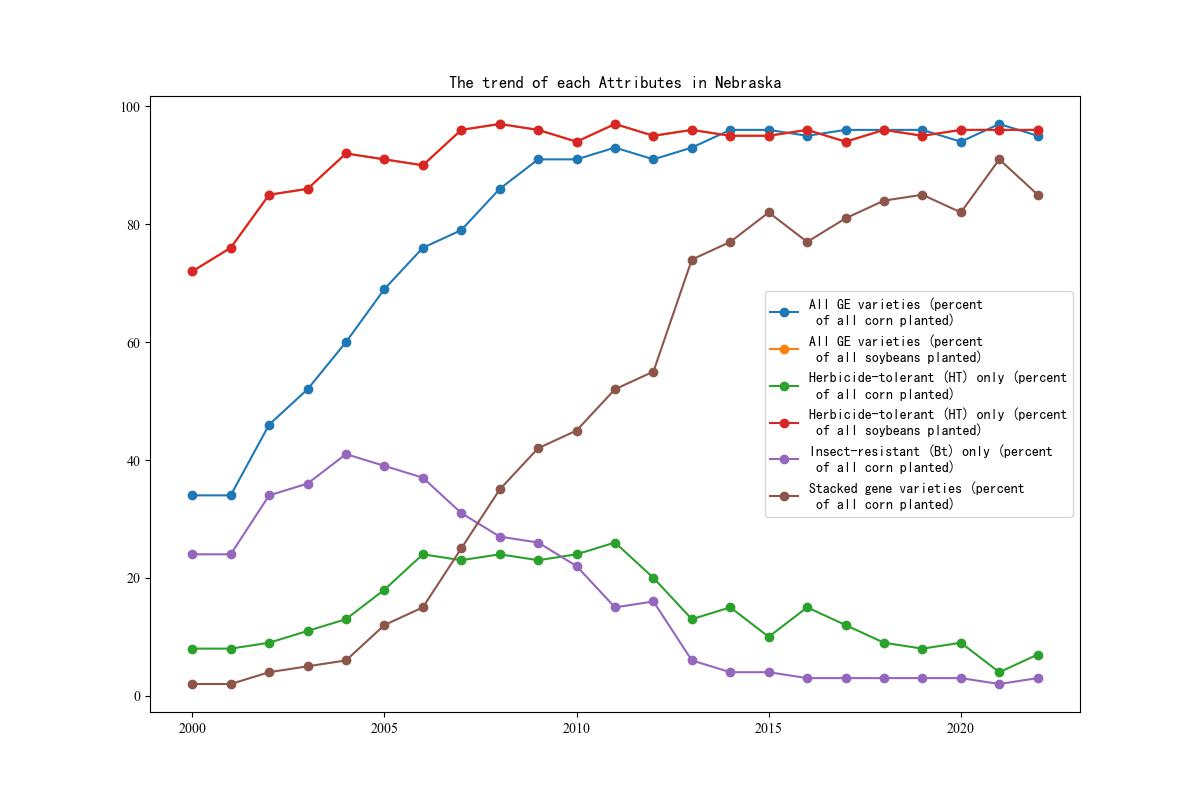 The trend of each Attributes in Nebraska
100
80
60
40
20
0
2000
2005
2010
2015
2020
All GE varieties (percent
of all corn planted)
All GE varieties (percent
of all soybeans planted)
Herbicide-tolerant (HT) only (percent
of all corn planted)
Herbicide-tolerant (HT) only (percent
of all soybeans planted)
Insect-resistant (Bt) only (percent
of all corn planted)
Stacked gene varieties (percent
of all corn planted)